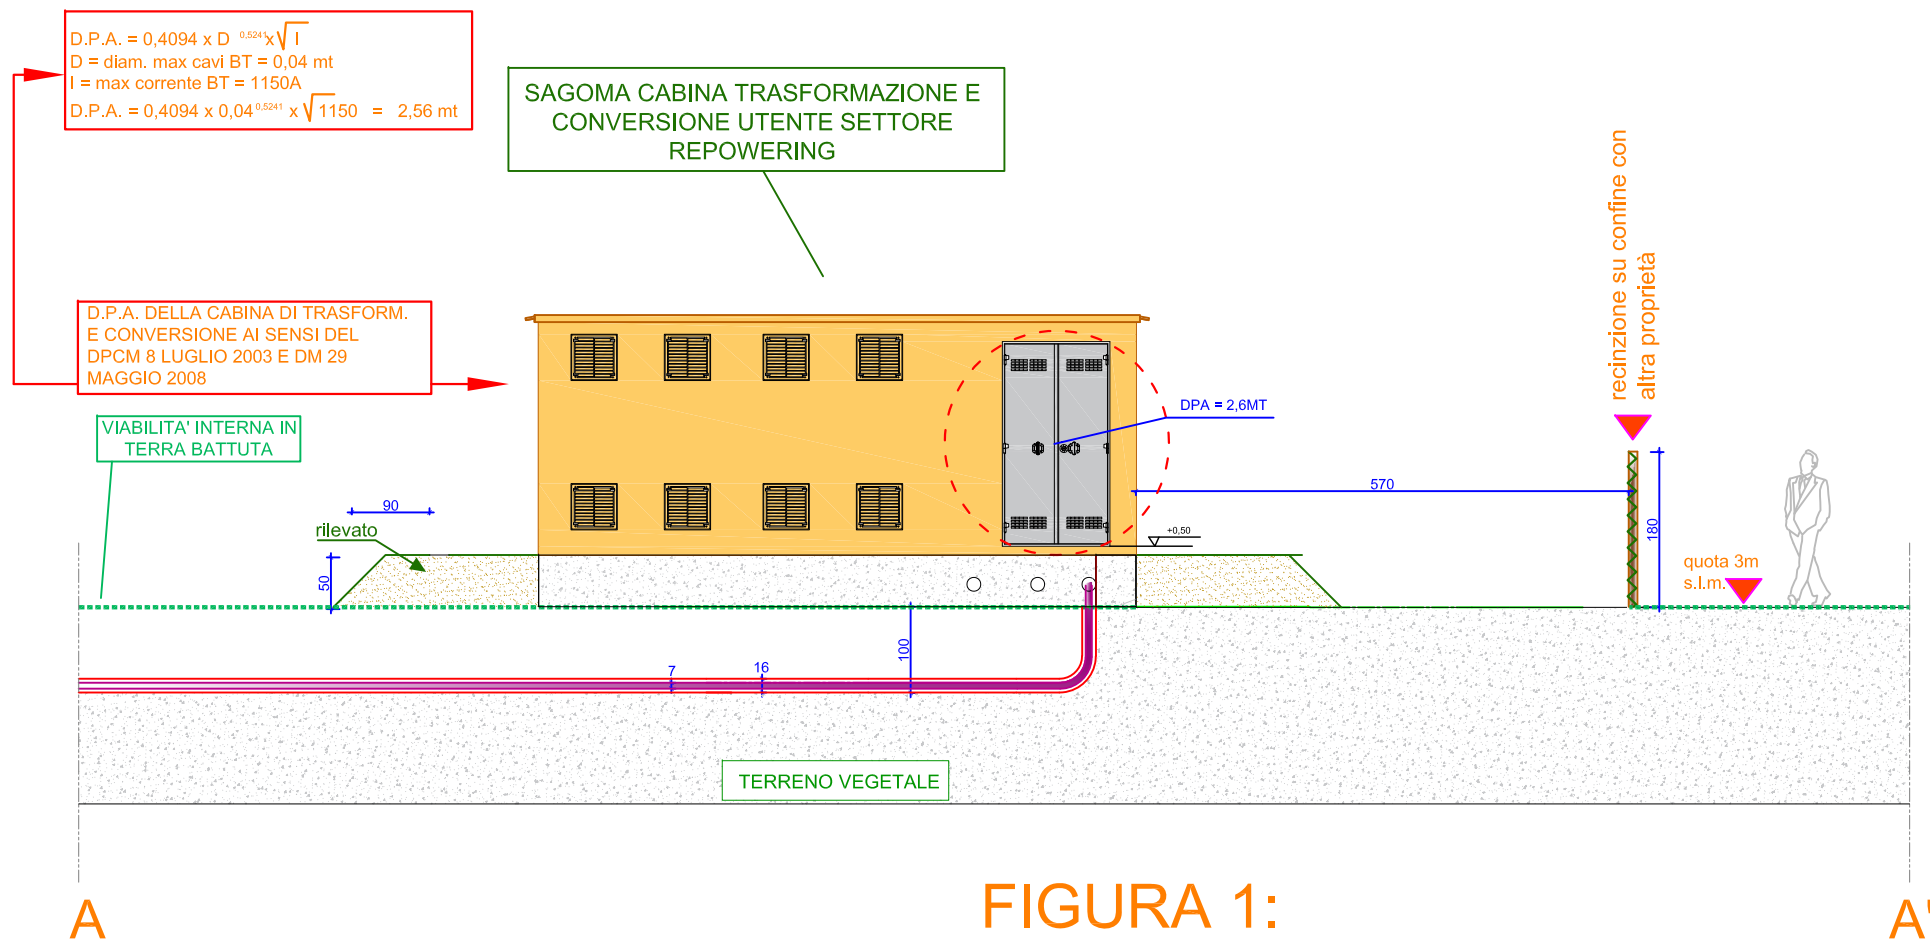 D.P.A. = 0,4094 x D 0,5241 x √ I
D = diam. max cavi BT = 0,04 mt
I = max corrente BT = 1150A
D.P.A. = 0,4094 x 0,04 0,5241 x √ 1150 = 2,56 mt
SAGOMA CABINA TRASFORMAZIONE E
CONVERSIONE UTENTE SETTORE
REPOWERING
recinzione su confine con
altra proprietà
D.P.A. DELLA CABINA DI TRASFORM.
E CONVERSIONE AI SENSI DEL
DPCM 8 LUGLIO 2003 E DM 29
MAGGIO 2008
DPA = 2,6MT
VIABILITA' INTERNA IN
TERRA BATTUTA
570
90
rilevato
+0,50
180
50
quota 3m
s.l.m.
100
7
16
TERRENO VEGETALE
FIGURA 1:
A
A'